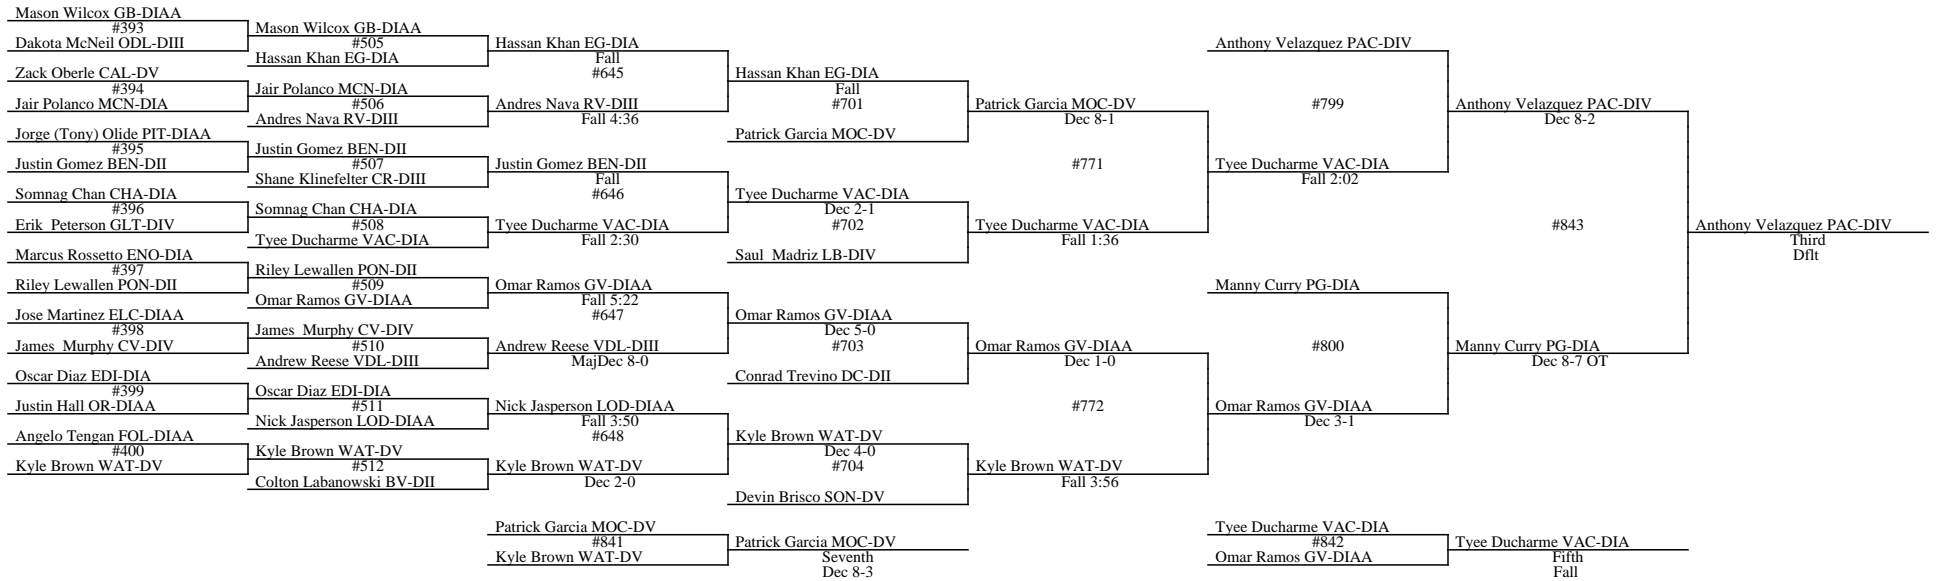 Mason Wilcox GB-DIAA
#393
Dakota McNeil ODL-DIII
Zack Oberle CAL-DV
#394
Jair Polanco MCN-DIA
Jorge (Tony) Olide PIT-DIAA
#395
Justin Gomez BEN-DII
Somnag Chan CHA-DIA
#396
Erik  Peterson GLT-DIV
Marcus Rossetto ENO-DIA
#397
Riley Lewallen PON-DII
Jose Martinez ELC-DIAA
#398
James  Murphy CV-DIV
Oscar Diaz EDI-DIA
#399
Justin Hall OR-DIAA
Angelo Tengan FOL-DIAA
#400
Kyle Brown WAT-DV
Mason Wilcox GB-DIAA
#505
Hassan Khan EG-DIA
Jair Polanco MCN-DIA
#506
Andres Nava RV-DIII
Justin Gomez BEN-DII
#507
Shane Klinefelter CR-DIII
Somnag Chan CHA-DIA
#508
Tyee Ducharme VAC-DIA
Riley Lewallen PON-DII
#509
Omar Ramos GV-DIAA
James  Murphy CV-DIV
#510
Andrew Reese VDL-DIII
Oscar Diaz EDI-DIA
#511
Nick Jasperson LOD-DIAA
Kyle Brown WAT-DV
#512
Colton Labanowski BV-DII
Hassan Khan EG-DIA
Fall
#645
Andres Nava RV-DIII
Fall 4:36
Justin Gomez BEN-DII
Fall
#646
Tyee Ducharme VAC-DIA
Fall 2:30
Omar Ramos GV-DIAA
Fall 5:22
#647
Andrew Reese VDL-DIII
MajDec 8-0
Nick Jasperson LOD-DIAA
Fall 3:50
#648
Kyle Brown WAT-DV
Dec 2-0
Hassan Khan EG-DIA
Fall
#701
Patrick Garcia MOC-DV
Tyee Ducharme VAC-DIA
Dec 2-1
#702
Saul  Madriz LB-DIV
Omar Ramos GV-DIAA
Dec 5-0
#703
Conrad Trevino DC-DII
Kyle Brown WAT-DV
Dec 4-0
#704
Devin Brisco SON-DV
Patrick Garcia MOC-DV
Dec 8-1
#771
Tyee Ducharme VAC-DIA
Fall 1:36
Omar Ramos GV-DIAA
Dec 1-0
#772
Kyle Brown WAT-DV
Fall 3:56
Anthony Velazquez PAC-DIV
#799
Tyee Ducharme VAC-DIA
Fall 2:02
Manny Curry PG-DIA
#800
Omar Ramos GV-DIAA
Dec 3-1
Anthony Velazquez PAC-DIV
Dec 8-2
#843
Manny Curry PG-DIA
Dec 8-7 OT
Anthony Velazquez PAC-DIV
Third
Dflt
Patrick Garcia MOC-DV
#841
Kyle Brown WAT-DV
Patrick Garcia MOC-DV
Seventh
Dec 8-3
Tyee Ducharme VAC-DIA
#842
Omar Ramos GV-DIAA
Tyee Ducharme VAC-DIA
Fifth
Fall